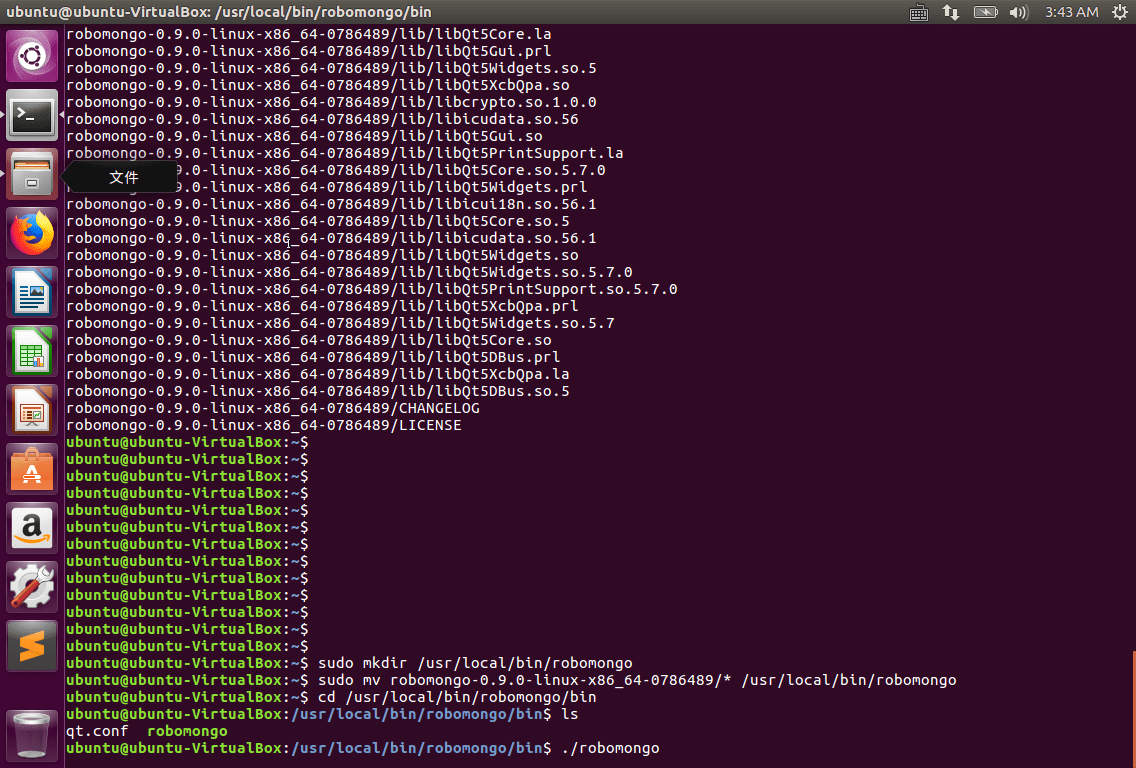 ubuntu@ubuntu-VirtualBox: /usr/local/bin/robomongo/bin
3:43 AM
robomongo-0.9.0-linux-x86_64-0786489/lib/libQt5Core.la
robomongo-0.9.0-linux-x86_64-0786489/lib/libQt5Gui.prl
robomongo-0.9.0-linux-x86_64-0786489/lib/libQt5Widgets.so.5
robomongo-0.9.0-linux-x86_64-0786489/lib/libQt5XcbQpa.so
robomongo-0.9.0-linux-x86_64-0786489/lib/libcrypto.so.1.0.0
robomongo-0.9.0-linux-x86_64-0786489/lib/libicudata.so.56
robomongo-0.9.0-linux-x86_64-0786489/lib/libQt5Gui.so
robomongo-0.9.0-linux-x86_64-0786489/lib/libQt5PrintSupport.la
文件
-0.9.0-linux-x86_64-0786489/lib/libQt5Core.so.5.7.0
robomongo-0.9.0-linux-x86_64-0786489/lib/libQt5Widgets.prl
robomongo-0.9.0-linux-x86_64-0786489/lib/libicui18n.so.56.1
robomongo-0.9.0-linux-x86_64-0786489/lib/libQt5Core.so.5
robomongo-0.9.0-linux-x86_64-0786489/lib/libicudata.so.56.1
robomongo-0.9.0-linux-x86_64-0786489/lib/libQt5Widgets.so
robomongo-0.9.0-linux-x86_64-0786489/lib/libQt5Widgets.so.5.7.0
robomongo-0.9.0-linux-x86_64-0786489/lib/libQt5PrintSupport.so.5.7.0
robomongo-0.9.0-linux-x86_64-0786489/lib/libQt5XcbQpa.prl
robomongo-0.9.0-linux-x86_64-0786489/lib/libQt5Widgets.so.5.7
robomongo-0.9.0-linux-x86_64-0786489/lib/libQt5Core.so
robomongo-0.9.0-linux-x86_64-0786489/lib/libQt5DBus.prl
robomongo-0.9.0-linux-x86_64-0786489/lib/libQt5XcbQpa.la
robomongo-0.9.0-linux-x86_64-0786489/lib/libQt5DBus.so.5
robomongo-0.9.0-linux-x86_64-0786489/CHANGELOG
robomongo-0.9.0-linux-x86_64-0786489/LICENSE
ubuntu@ubuntu-VirtualBox:~$
ubuntu@ubuntu-VirtualBox:~$
ubuntu@ubuntu-VirtualBox:~$
ubuntu@ubuntu-VirtualBox:~$
ubuntu@ubuntu-VirtualBox:~$
ubuntu@ubuntu-VirtualBox:~$
ubuntu@ubuntu-VirtualBox:~$
ubuntu@ubuntu-VirtualBox:~$
ubuntu@ubuntu-VirtualBox:~$
ubuntu@ubuntu-VirtualBox:~$
ubuntu@ubuntu-VirtualBox:~$
ubuntu@ubuntu-VirtualBox:~$
ubuntu@ubuntu-VirtualBox:~$
ubuntu@ubuntu-VirtualBox:~$ sudo mkdir /usr/local/bin/robomongo
ubuntu@ubuntu-VirtualBox:~$ sudo mv robomongo-0.9.0-linux-x86_64-0786489/* /usr/local/bin/robomongo
ubuntu@ubuntu-VirtualBox:~$ cd /usr/local/bin/robomongo/bin
ubuntu@ubuntu-VirtualBox:/usr/local/bin/robomongo/bin$ ls
qt.conf  robomongo
ubuntu@ubuntu-VirtualBox:/usr/local/bin/robomongo/bin$ ./robomongo